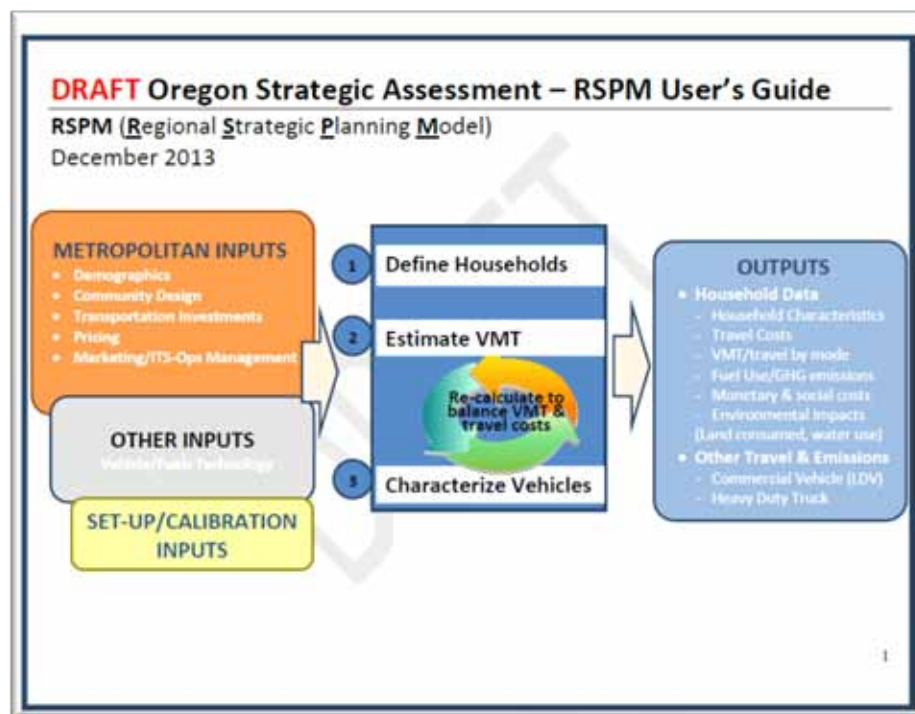 DRAFT Oregon Strategic Assessment – RSPM User's Guide
RSPM (Regional Strategic Planning Model)
December 2013
METROPOLITAN INPUTS
• Demographics
• Community Design
• Transportation Investments
• Pricing
• Marketing/ITS-Ops Management
OTHER INPUTS
Vehicle/Fuels Technology
SET-UP/CALIBRATION
INPUTS
1 Define Households
2 Estimate VMT
Re-calculate to
balance VMT &
travel costs
3 Characterize Vehicles
OUTPUTS
• Household Data
- Household Characteristics
- Travel Costs
- VMT/travel by mode
- Fuel Use/GHG emissions
- Monetary & social costs
- Environmental Impacts
(Land consumed, water use)
• Other Travel & Emissions
- Commercial Vehicle (LDV)
- Heavy Duty Truck
DRAFT
1